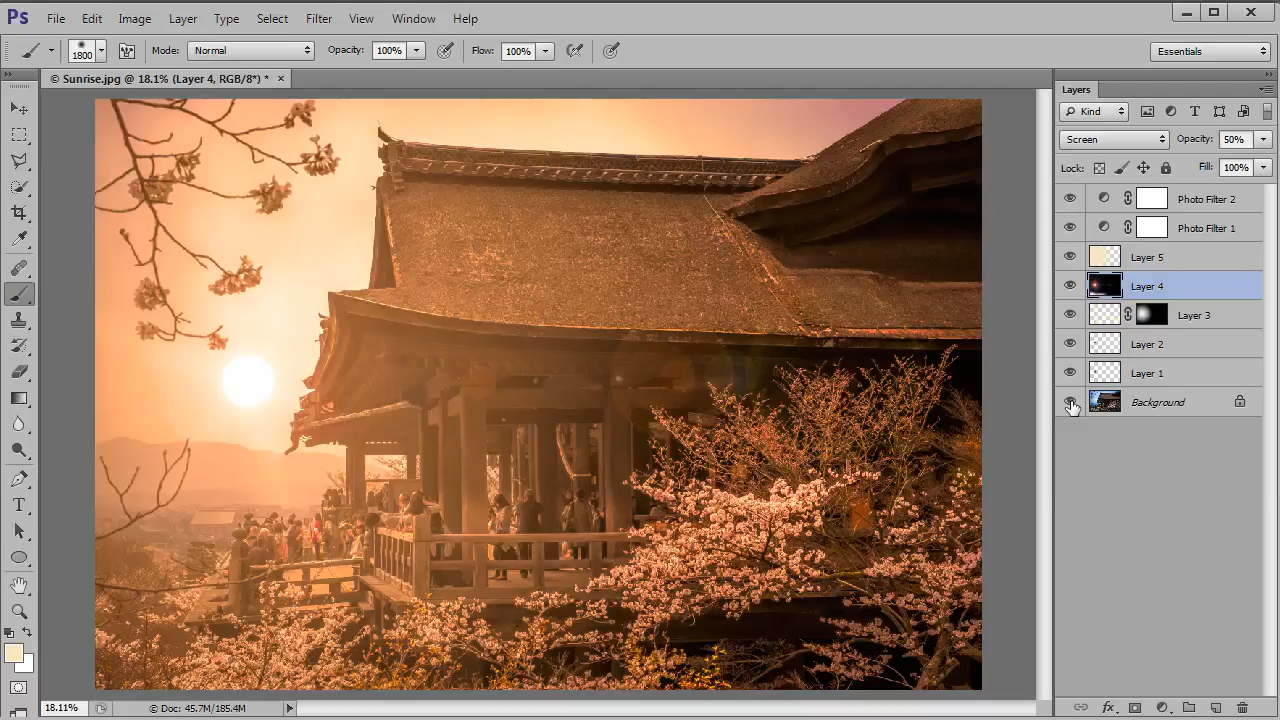 Ps File Edit Image Layer Type Select Filter View Window Help
1800 Mode: Normal Opacity: 100% Flow: 100% Essentials
© Sunrise.jpg @ 18.1% (Layer 4, RGB/8*) * ×
Layers
Kind
Screen Opacity: 50%
Lock: Fill: 100%
Photo Filter 2
Photo Filter 1
Layer 5
Layer 4
Layer 3
Layer 2
Layer 1
Background
18.11% Doc: 45.7M/185.4M